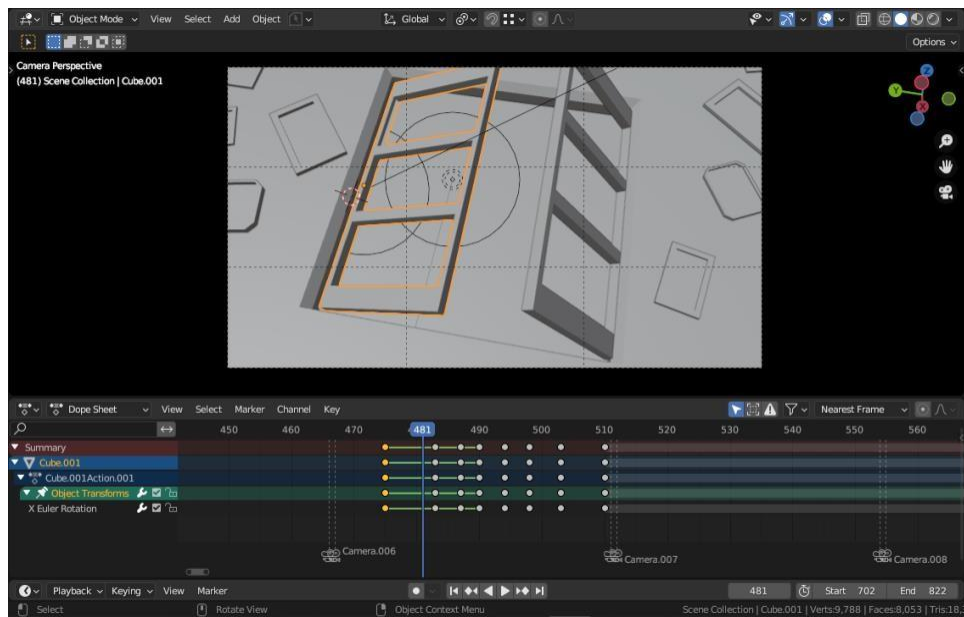 Object Mode View Select Add Object Global
Options
Camera Perspective
(481) Scene Collection | Cube.001
Z
Y
X
Dope Sheet View Select Marker Channel Key Nearest Frame
450 460 470 481 490 500 510 520 530 540 550 560
Summary
Cube.001
Cube.001Action.001
Object Transforms
X Euler Rotation
Camera.006
Camera.007
Camera.008
Playback Keying View Marker 481 Start 702 End 822
Select Rotate View Object Context Menu Scene Collection | Cube.001 | Verts:9,788 | Faces:8,053 | Tris:18,